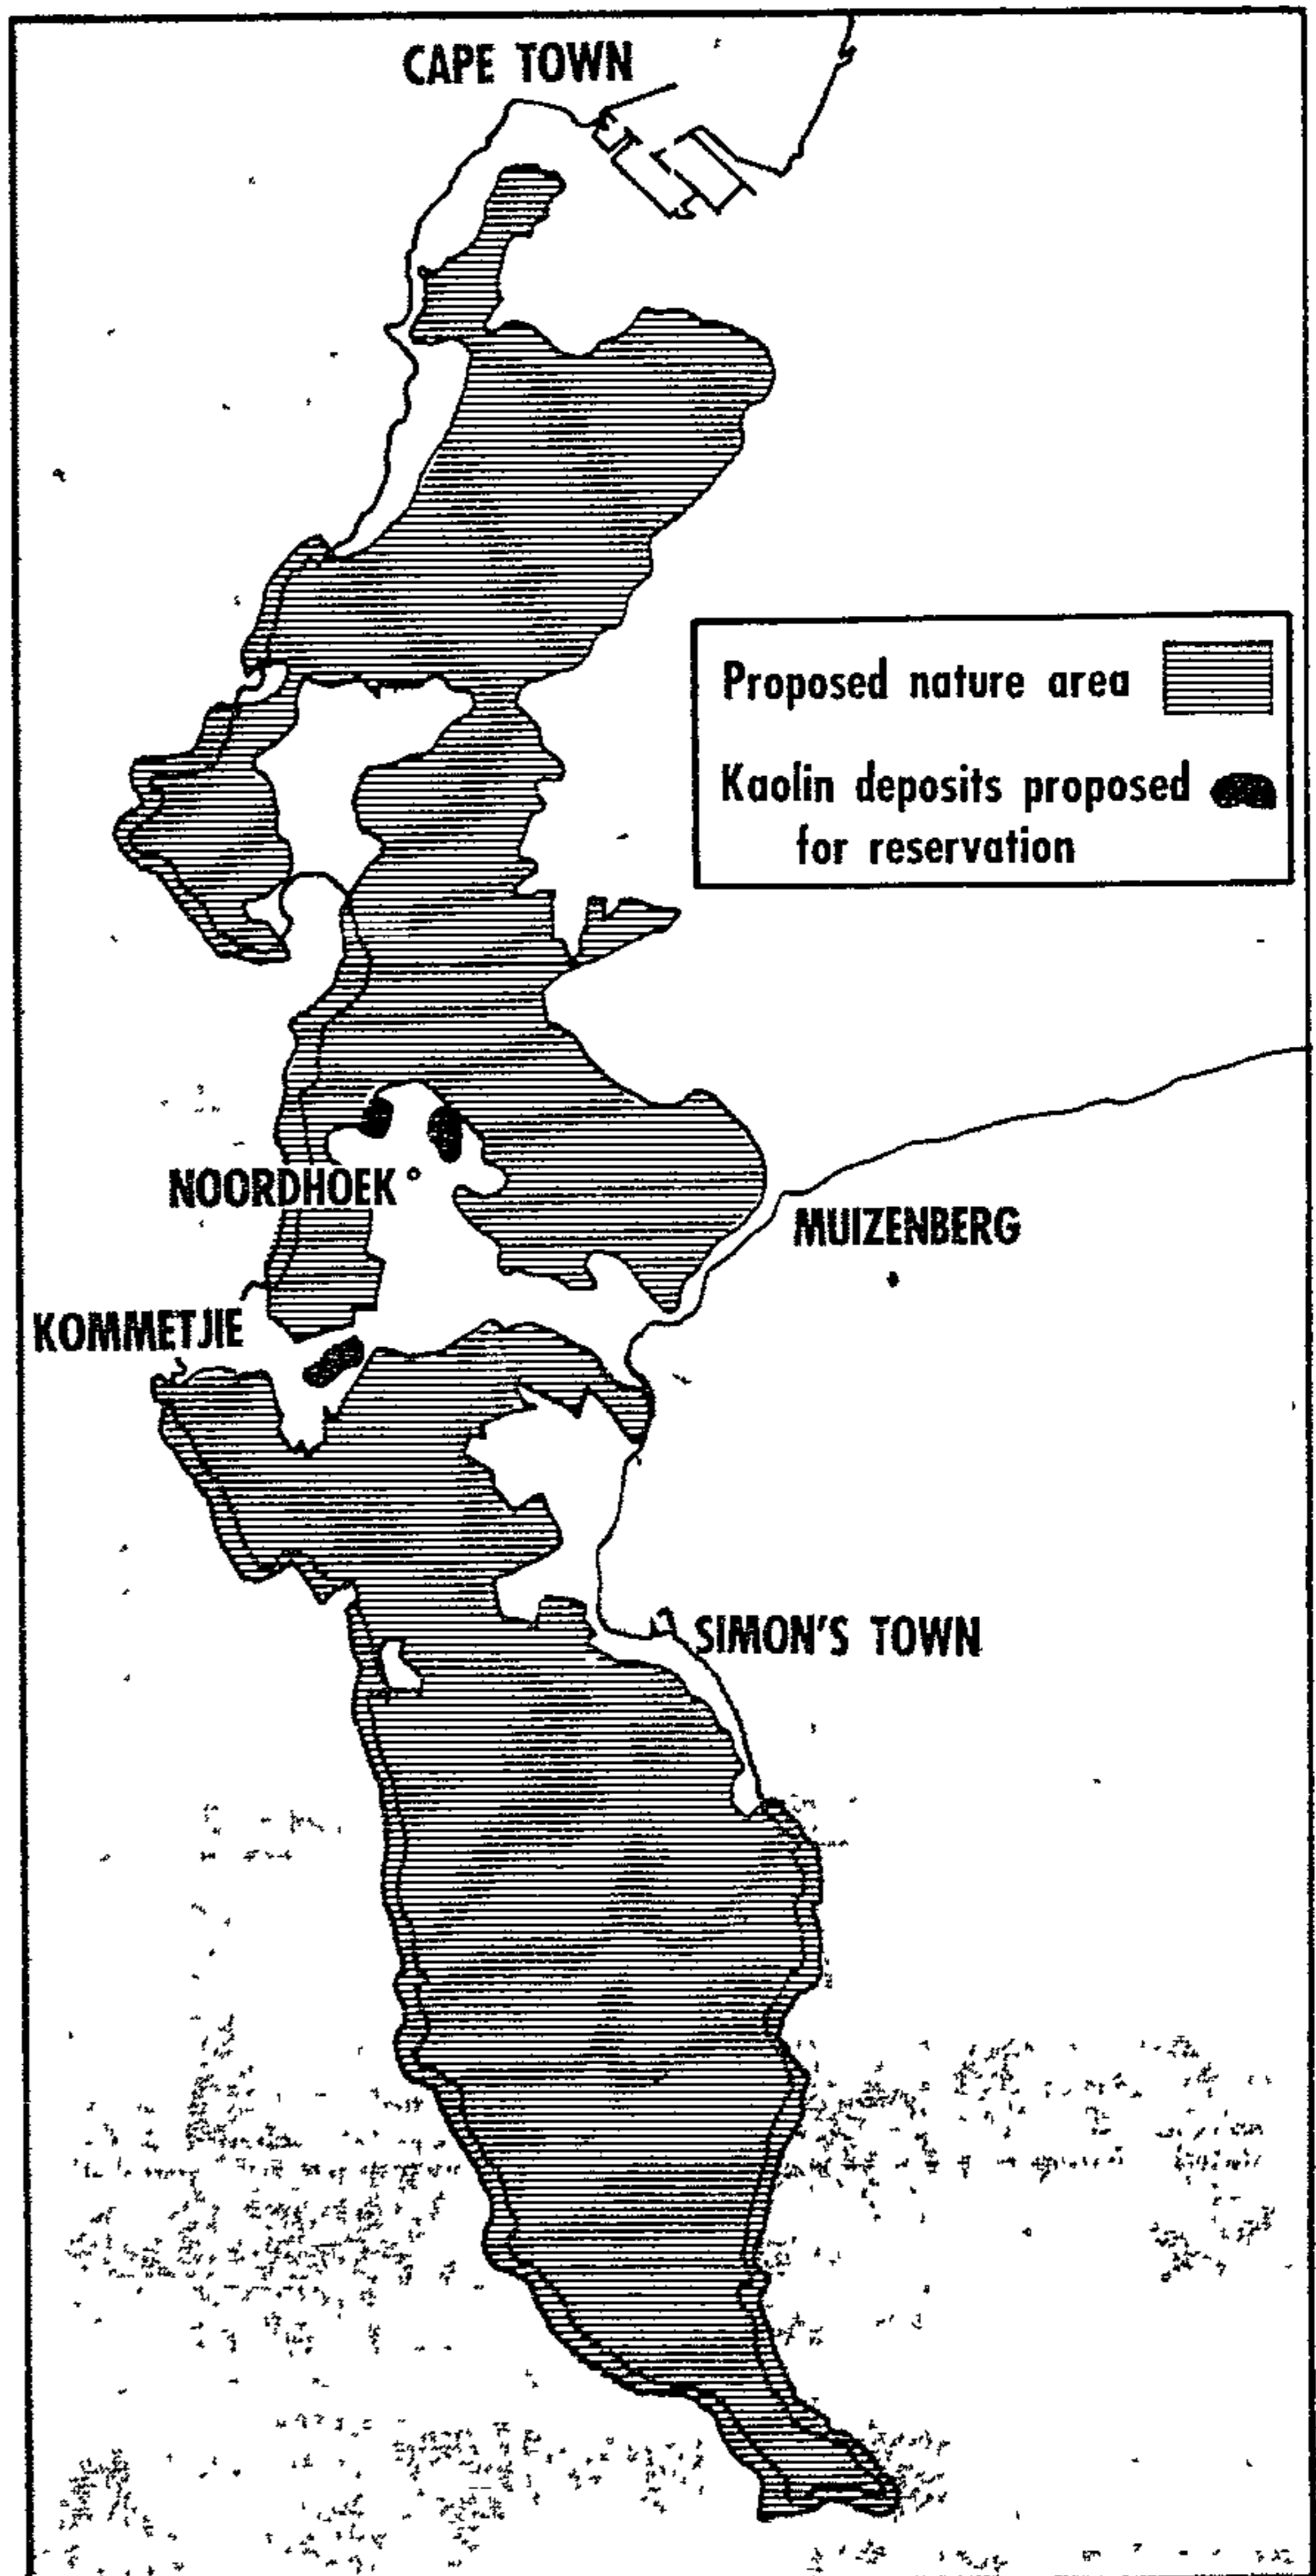 CAPE TOWN
Proposed nature area
Kaolin deposits proposed
for reservation
NOORDHOEK
MUIZENBERG
KOMMETJIE
SIMON'S TOWN